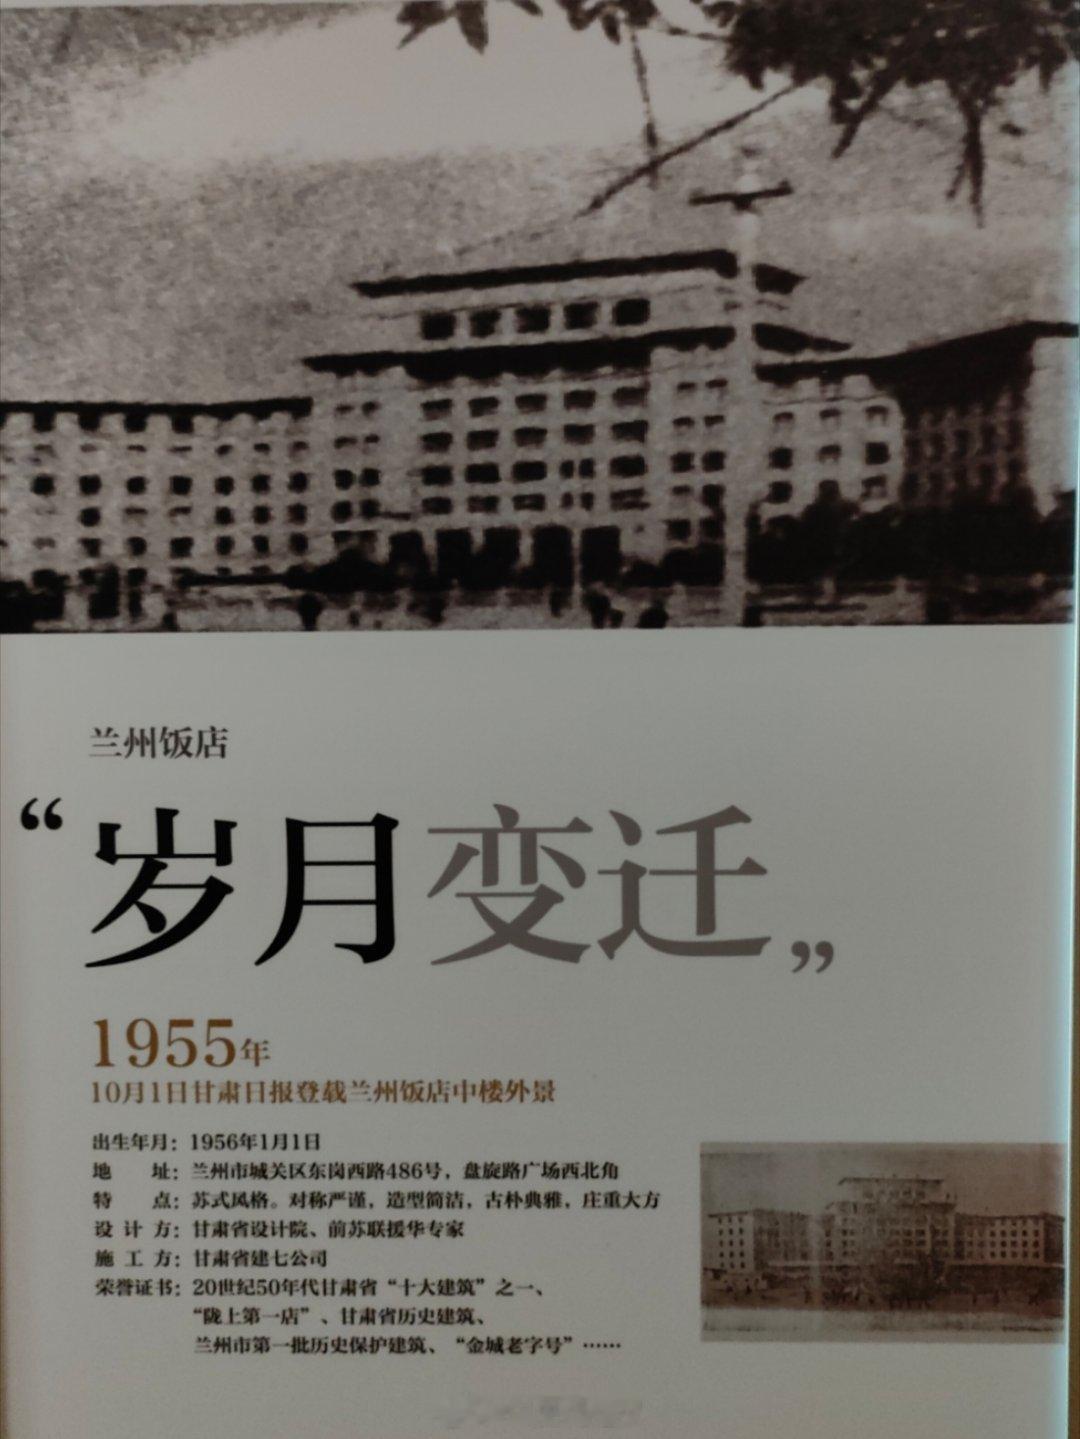 兰州饭店
“岁月变迁”
1955年
10月1日甘肃日报登载兰州饭店中楼外景
出生年月：1956年1月1日
地 址：兰州市城关区东岗西路486号，盘旋路广场西北角
特 点：苏式风格。对称严谨，造型简洁，古朴典雅，庄重大方
设 计 方：甘肃省设计院、前苏联援华专家
施 工 方：甘肃省建七公司
荣誉证书：20世纪50年代甘肃省“十大建筑”之一、
“陇上第一店”、甘肃省历史建筑、
兰州市第一批历史保护建筑、“金城老字号”……